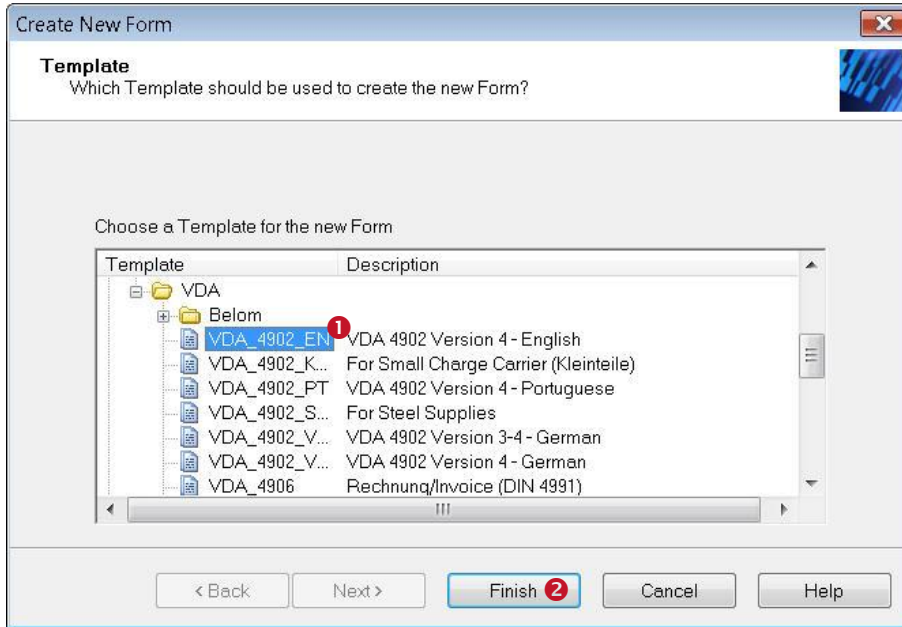 Create New Form
Template
Which Template should be used to create the new Form?
Choose a Template for the new Form
Template Description
VDA
Belom
VDA_4902_EN 1 VDA 4902 Version 4 - English
VDA_4902_K... For Small Charge Carrier (Kleinteile)
VDA_4902_PT VDA 4902 Version 4 - Portuguese
VDA_4902_S... For Steel Supplies
VDA_4902_V... VDA 4902 Version 3-4 - German
VDA_4902_V... VDA 4902 Version 4 - German
VDA_4906 Rechnung/Invoice (DIN 4991)
< Back Next > Finish 2 Cancel Help